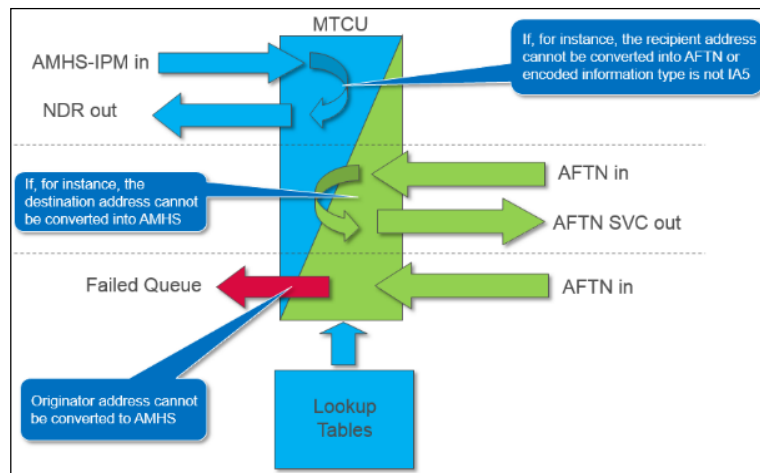 MTCU
AMHS-IPM in
If, for instance, the recipient address
cannot be converted into AFTN or
encoded information type is not IA5
NDR out
If, for instance, the
destination address cannot
be converted into AMHS
AFTN in
AFTN SVC out
Failed Queue
AFTN in
Originator address cannot
be converted to AMHS
Lookup
Tables